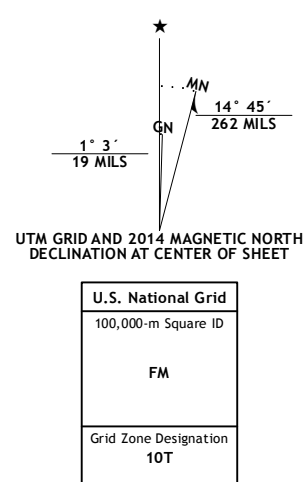 ★
MN
GN
14° 45´
262 MILS
1° 3´
19 MILS
UTM GRID AND 2014 MAGNETIC NORTH
DECLINATION AT CENTER OF SHEET
U.S. National Grid
100,000-m Square ID
FM
Grid Zone Designation
10T